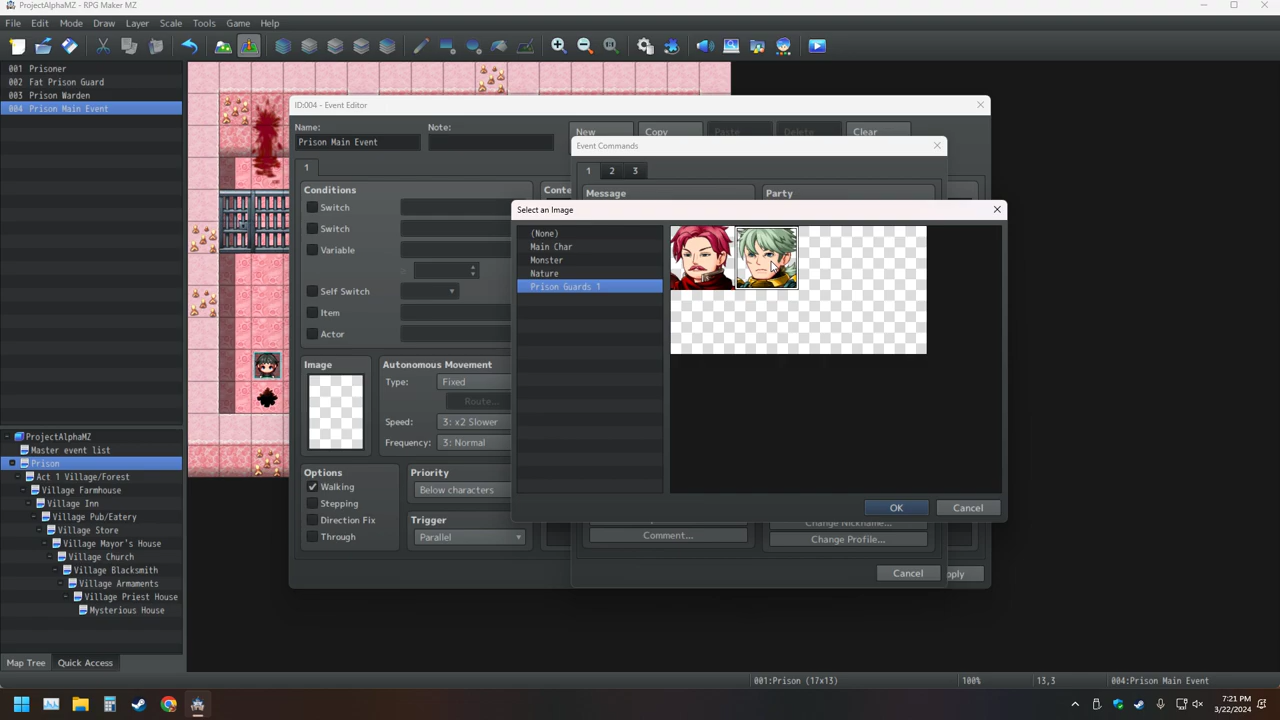 ProjectAlphaMZ - RPG Maker MZ
File Edit Mode Draw Layer Scale Tools Game Help
001 Prisoner
002 Fat Prison Guard
003 Prison Warden
004 Prison Main Event
ID:004 - Event Editor
Name: Note:
Prison Main Event
New Copy Paste Delete Clear
Event Commands
1
1 2 3
Conditions Conte
Message Party
Switch
Switch
Variable
Self Switch
Item
Actor
Select an Image
(None)
Main Char
Monster
Nature
Prison Guards 1
OK Cancel
Image Autonomous Movement
Type: Fixed
Route...
Speed: 3: x2 Slower
Frequency: 3: Normal
Options Priority
Walking Below characters
Stepping
Direction Fix Trigger
Through Parallel
Change Nickname...
Comment... Change Profile...
Cancel pply
ProjectAlphaMZ
Master event list
Prison
Act 1 Village/Forest
Village Farmhouse
Village Inn
Village Pub/Eatery
Village Store
Village Mayor's House
Village Church
Village Blacksmith
Village Armaments
Village Priest House
Mysterious House
Map Tree Quick Access
001:Prison (17x13) 100% 13,3 004:Prison Main Event
7:21 PM
3/22/2024